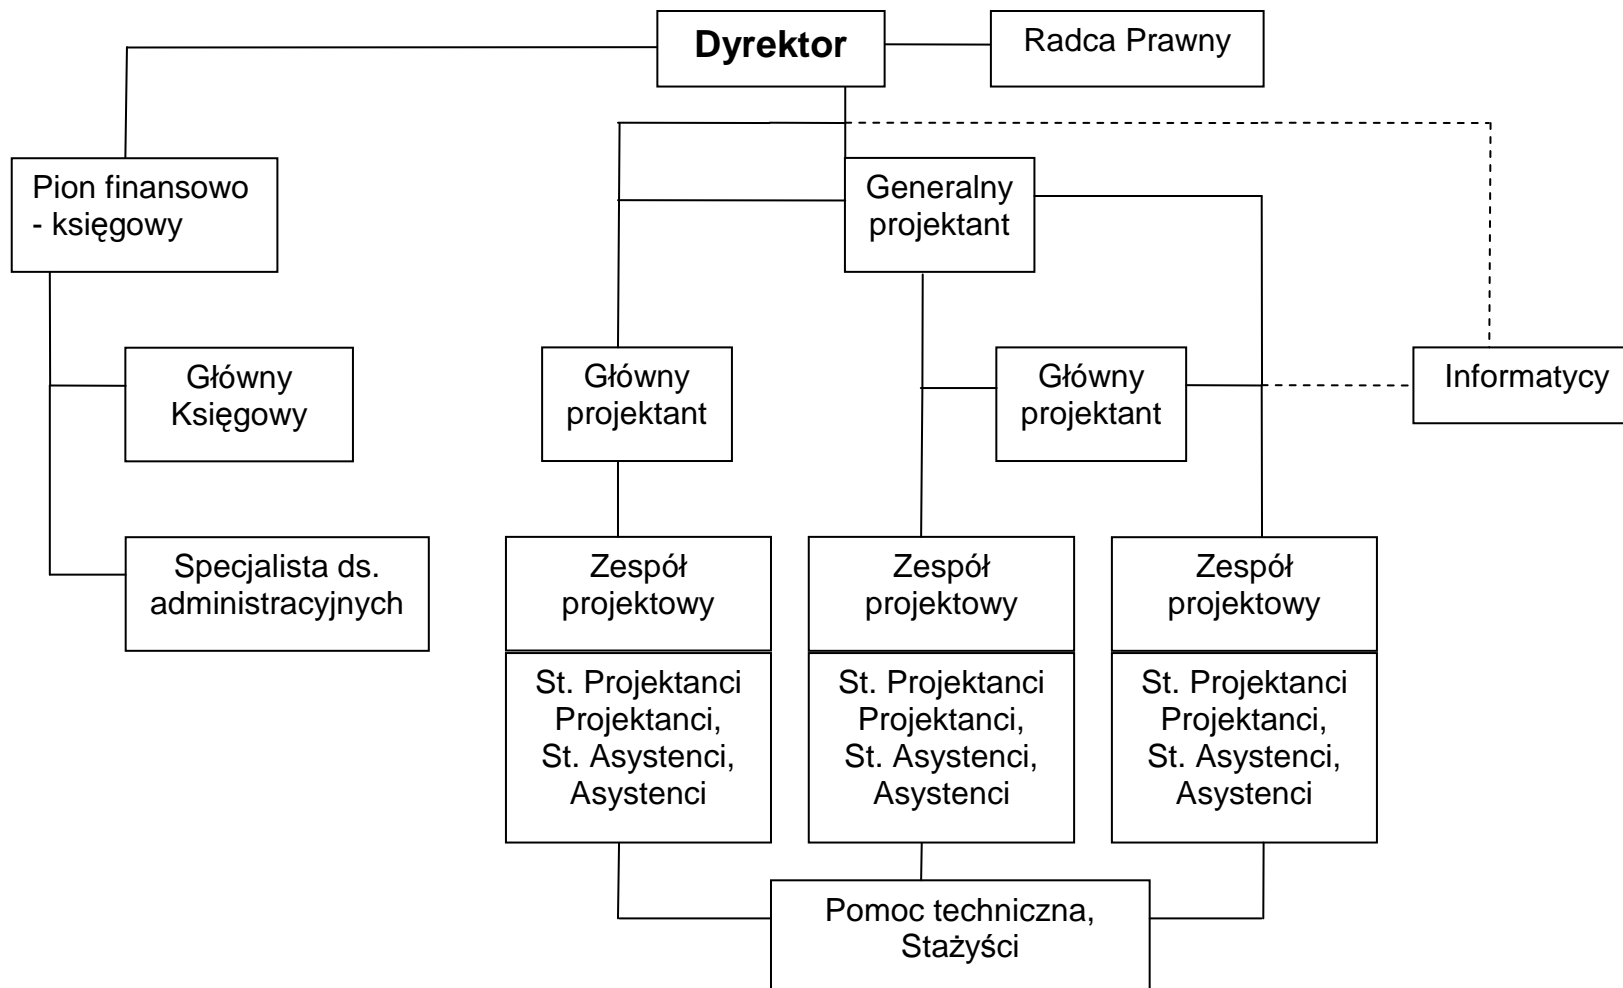 Dyrektor
Radca Prawny
Pion finansowo
- księgowy
Generalny
projektant
Główny
Księgowy
Główny
projektant
Główny
projektant
Informatycy
Specjalista ds.
administracyjnych
Zespół
projektowy
Zespół
projektowy
Zespół
projektowy
St. Projektanci
Projektanci,
St. Asystenci,
Asystenci
St. Projektanci
Projektanci,
St. Asystenci,
Asystenci
St. Projektanci
Projektanci,
St. Asystenci,
Asystenci
Pomoc techniczna,
Stażyści